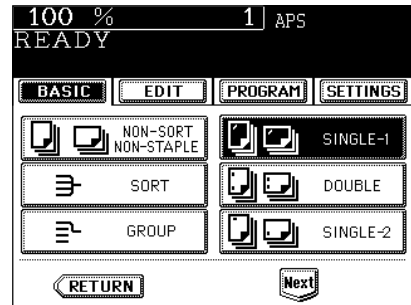 100 % 1 APS
READY
BASIC EDIT PROGRAM SETTINGS
NON-SORT
NON-STAPLE
SINGLE-1
SORT
DOUBLE
GROUP
SINGLE-2
RETURN Next